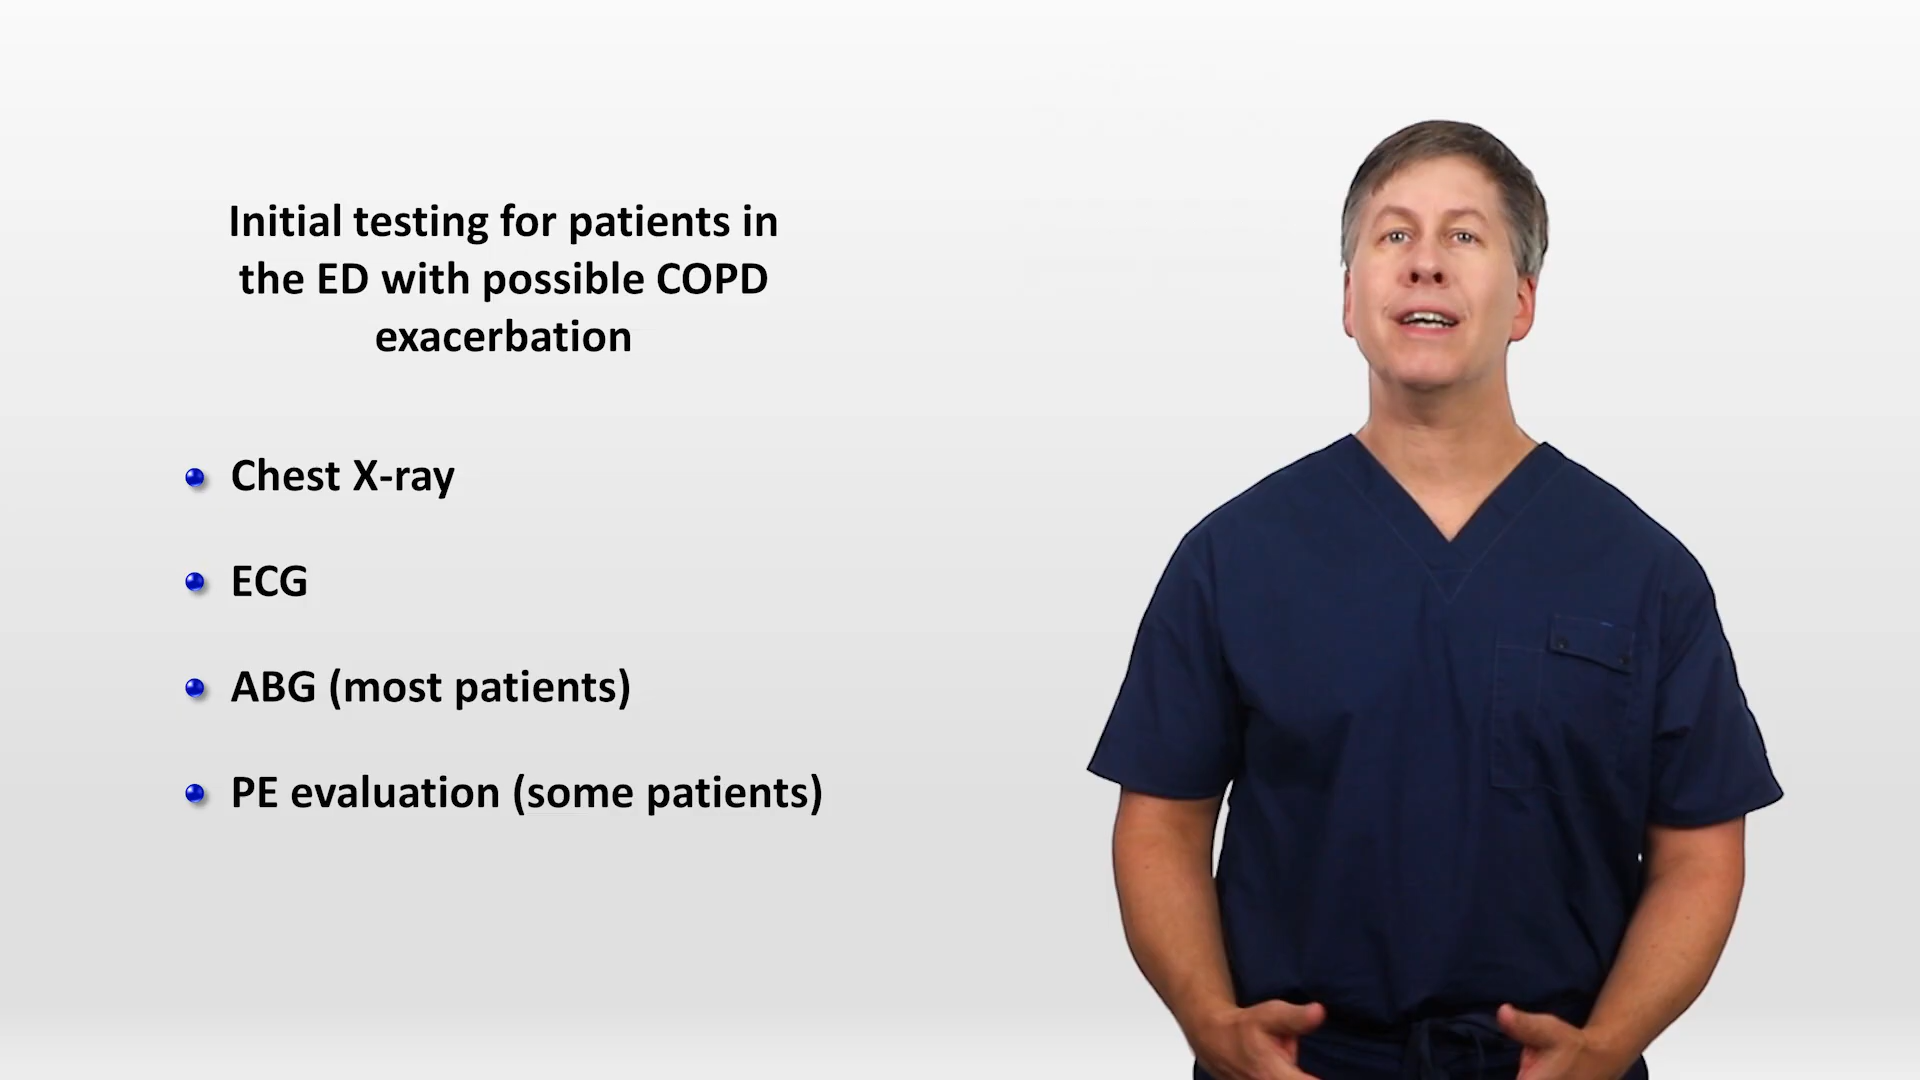 Initial testing for patients in
the ED with possible COPD
exacerbation
Chest X-ray
ECG
ABG (most patients)
PE evaluation (some patients)